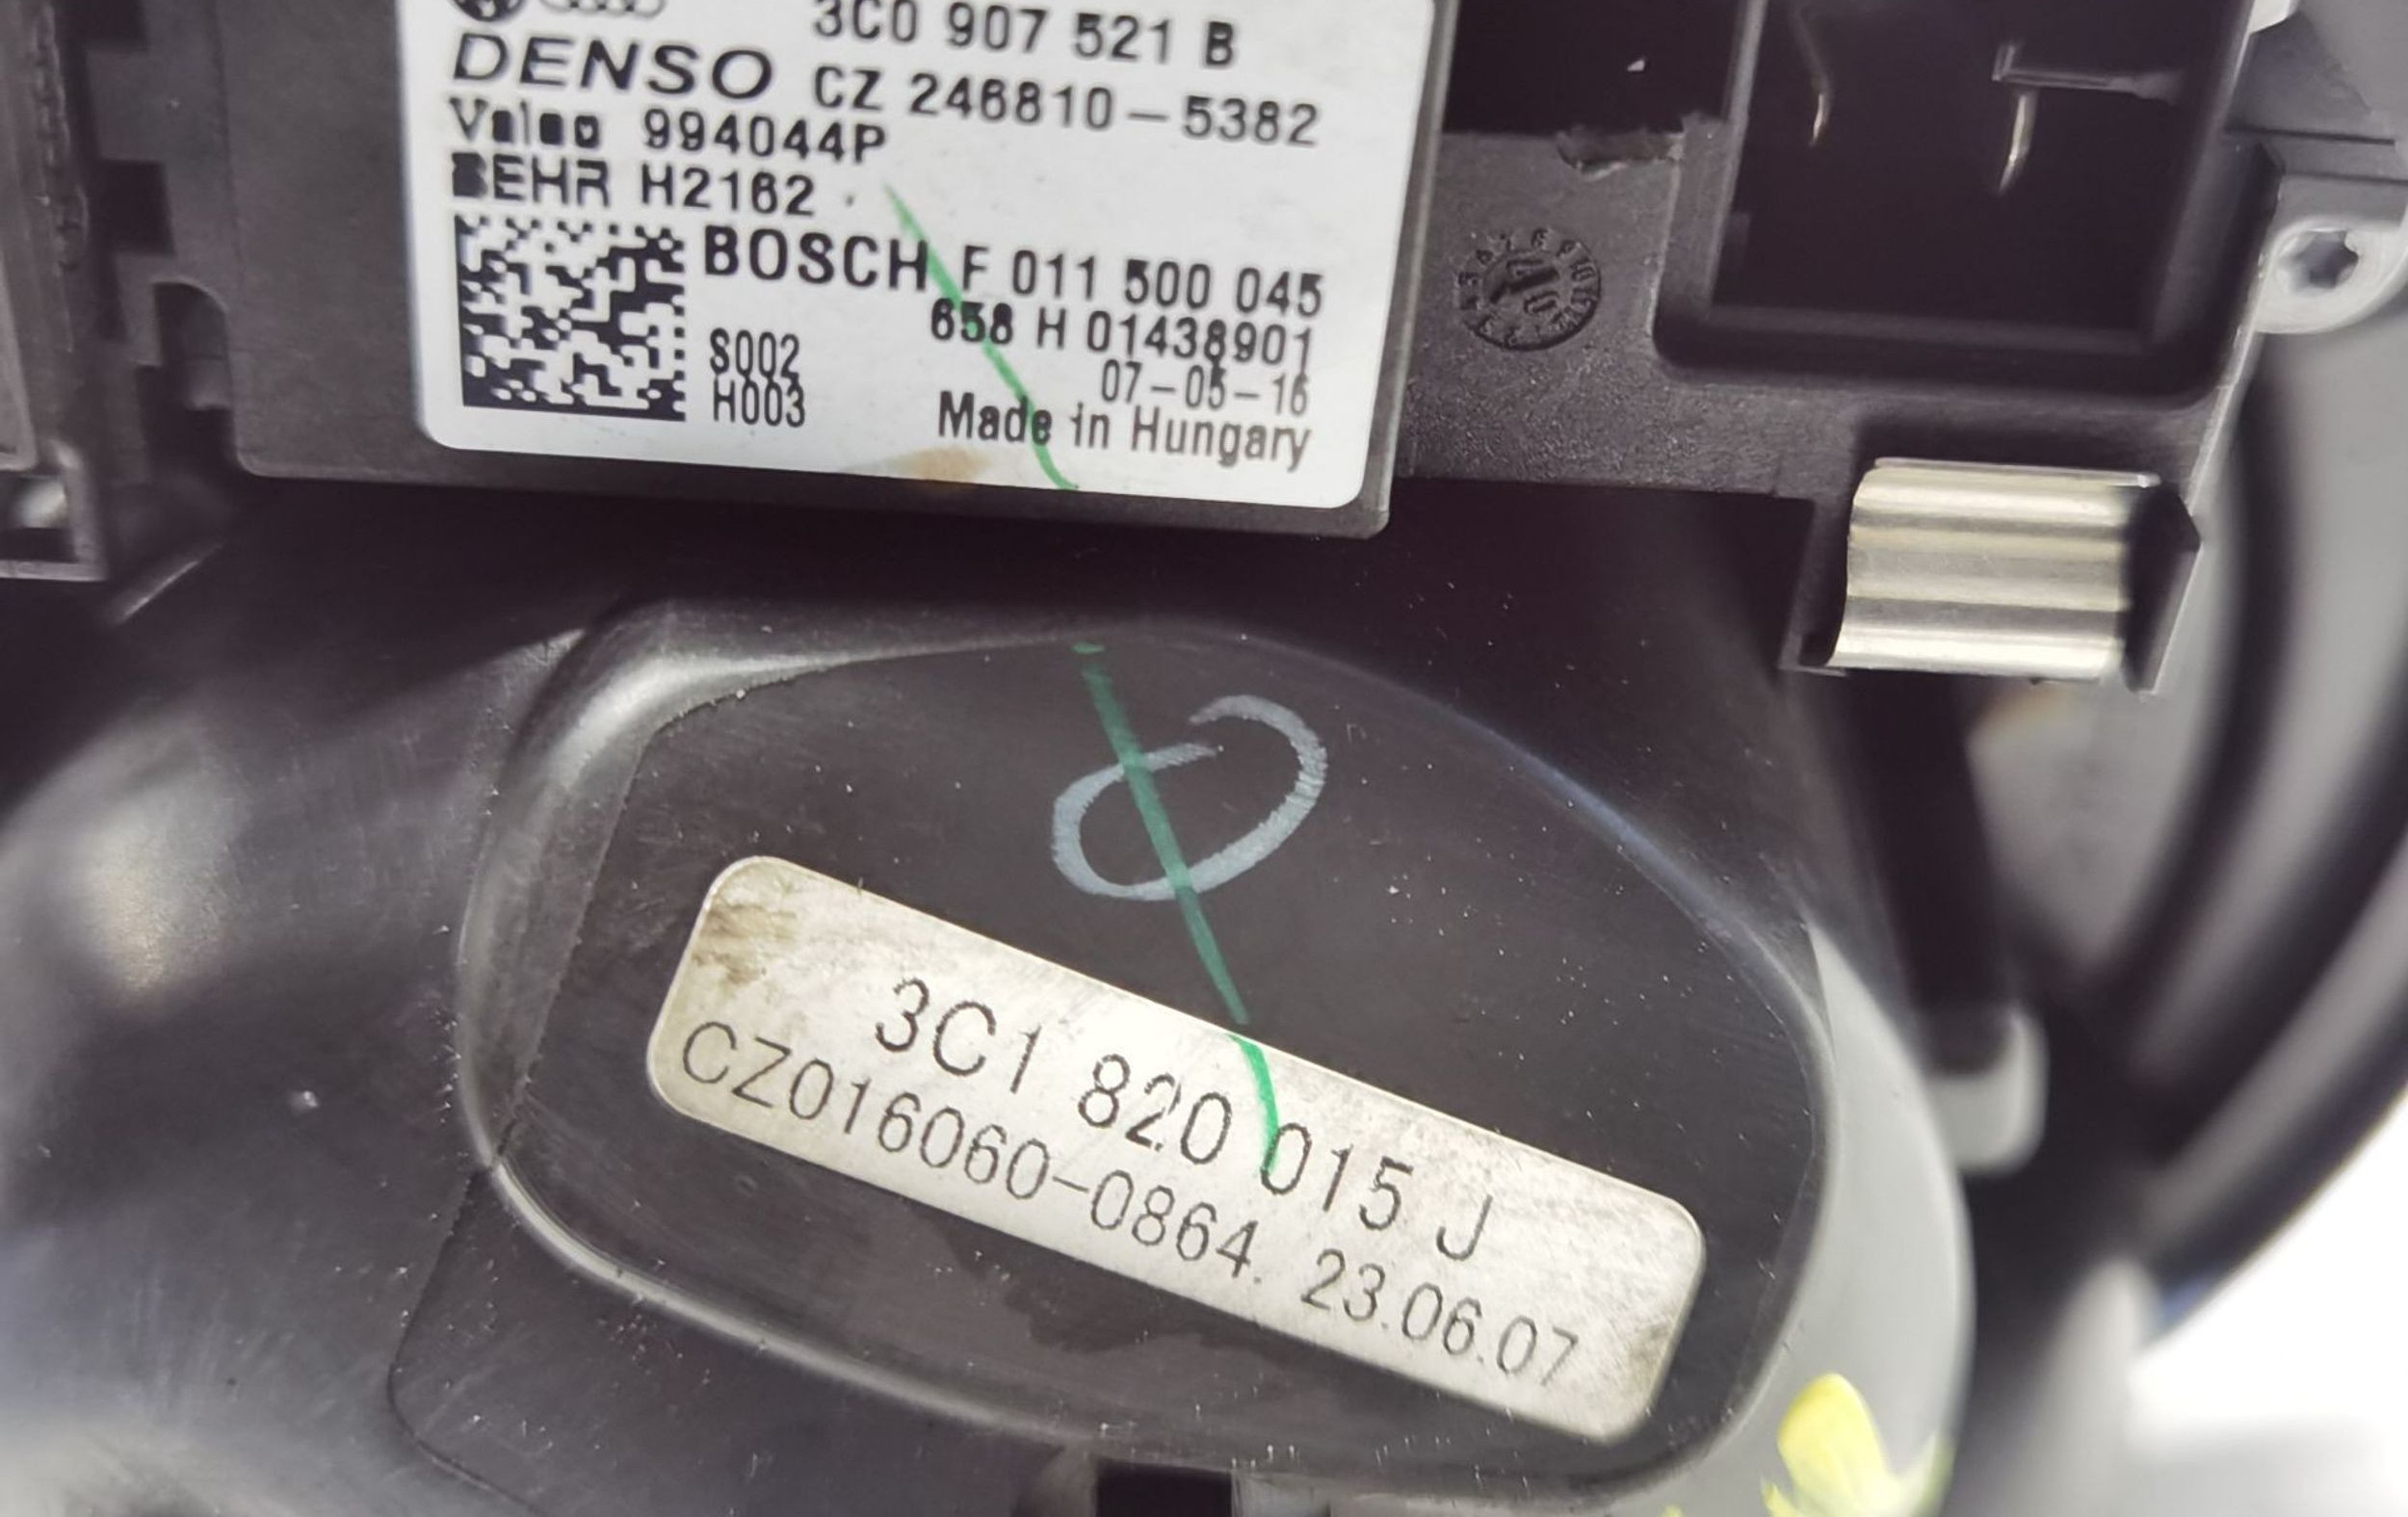 3C0 907 521 B
DENSO CZ 246810-5382
Valeo 994044P
BEHR H2162
BOSCH F 011 500 045
658 H 01438901
S002
07-05-16
H003
Made in Hungary
3C1 820 015 J
CZ016060-0864. 23.06.07